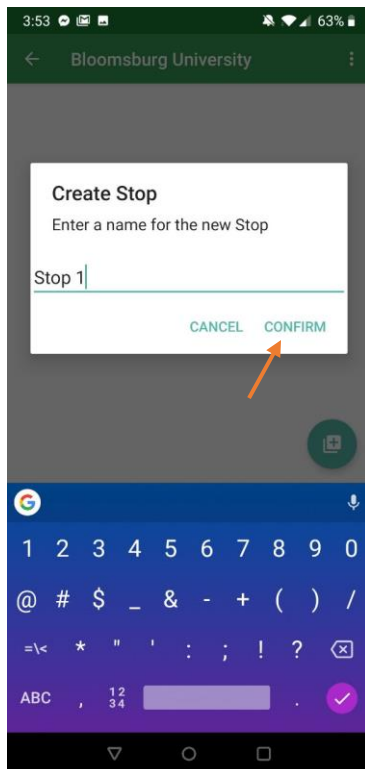 3:53 63%
Bloomsburg University
Create Stop
Enter a name for the new Stop
Stop 1
CANCEL CONFIRM
G
1 2 3 4 5 6 7 8 9 0
@ # $ _ & - + ( ) /
=\< * " ' : ; ! ?
ABC , 12 .
34